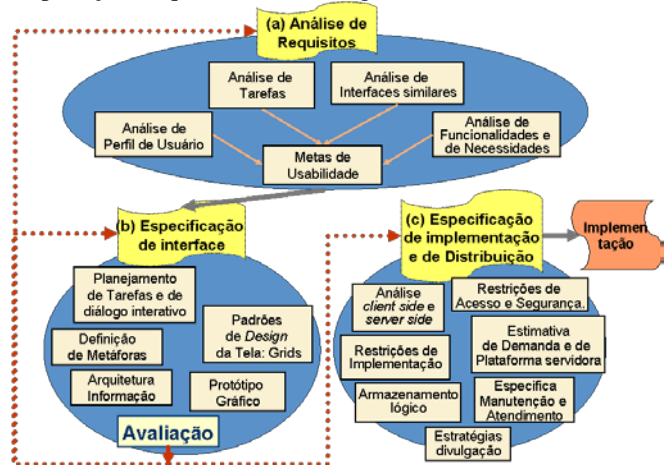 (a) Análise de
Requisitos
Análise de
Tarefas
Análise de
Interfaces similares
Análise de
Perfil de Usuário
Metas de
Usabilidade
Análise de
Funcionalidades e
de Necessidades
(b) Especificação
de interface
Planejamento
de Tarefas e de
diálogo interativo
Padrões
de Design
da Tela: Grids
Definição
de Metáforas
Arquitetura
Informação
Protótipo
Gráfico
Avaliação
(c) Especificação
de implementação
e de Distribuição
Implemen
tação
Análise
client side e
server side
Restrições de
Acesso e Segurança.
Restrições de
Implementação
Estimativa
de Demanda e de
Plataforma servidora
Armazenamento
lógico
Especifica
Manutenção e
Atendimento
Estratégias
divulgação